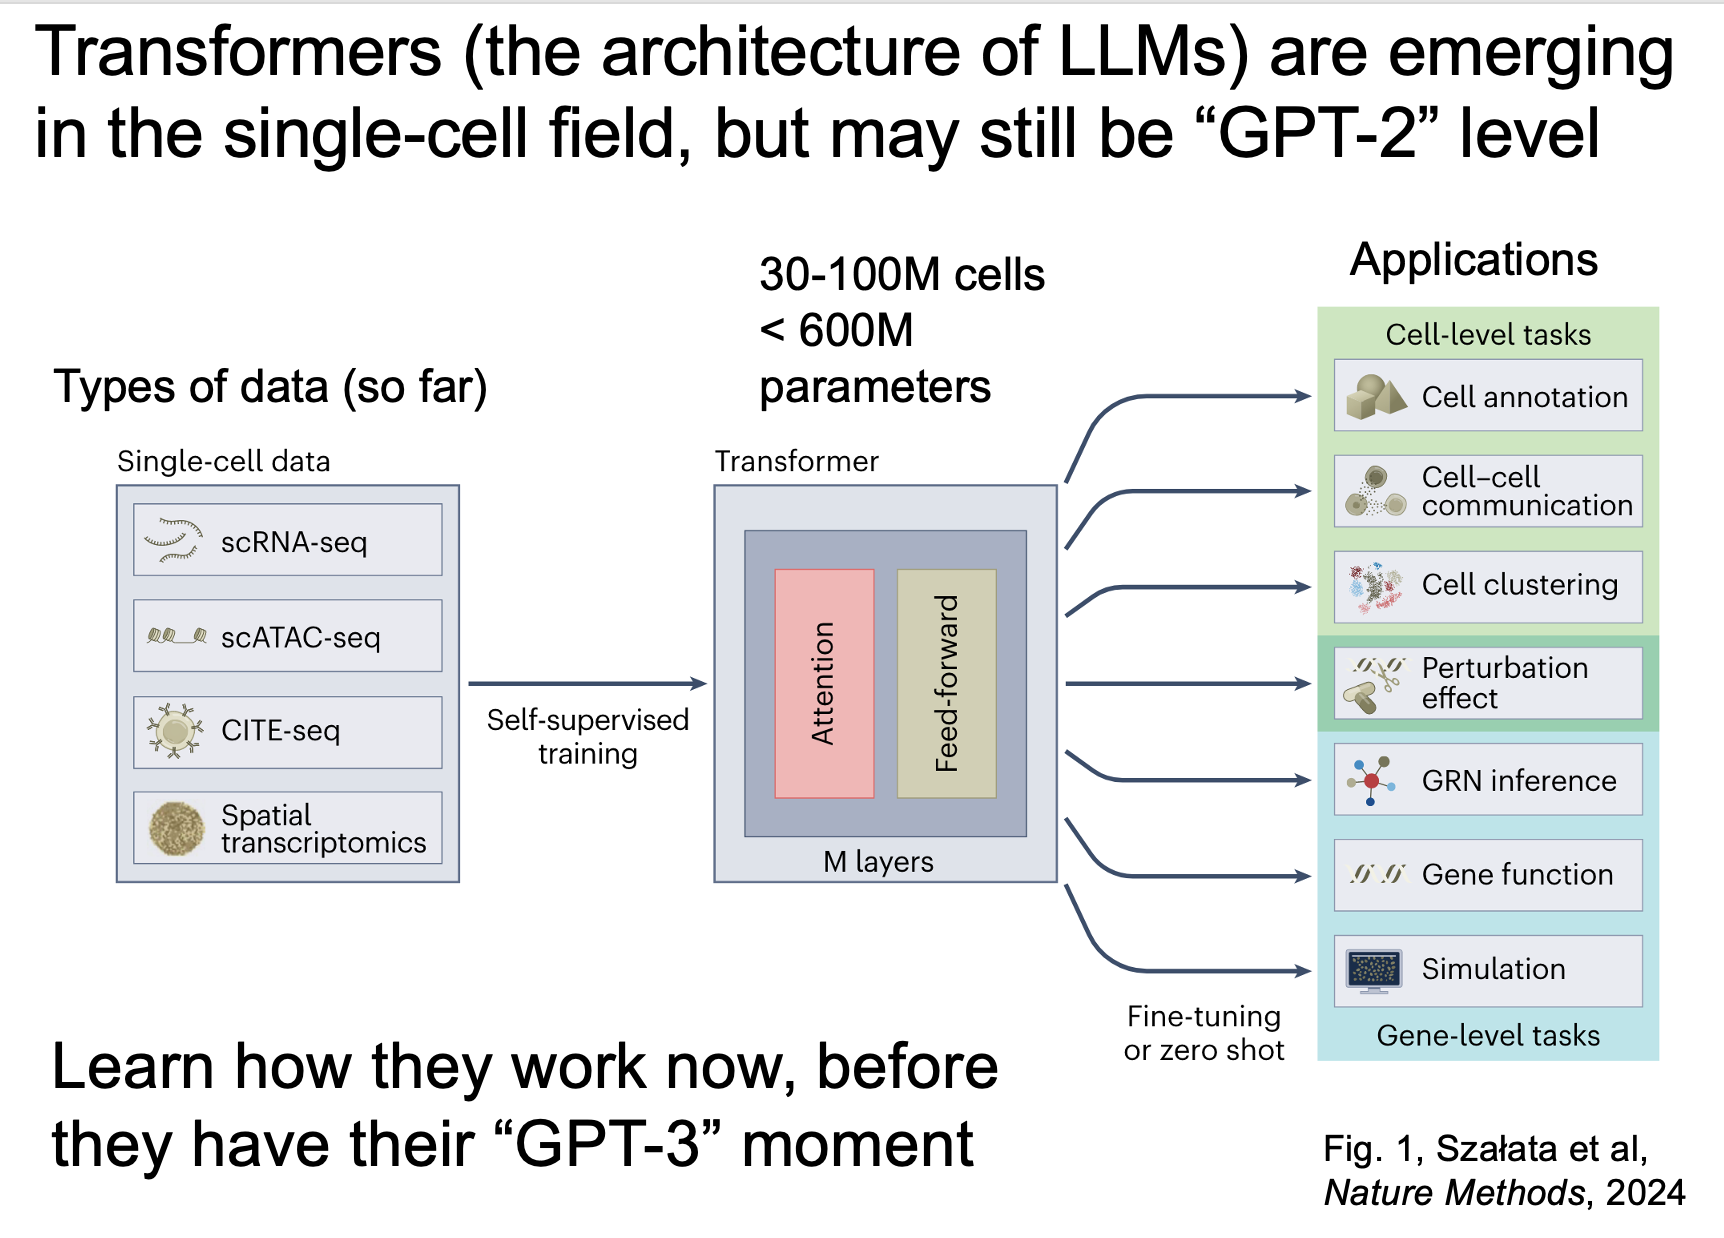 Transformers (the architecture of LLMs) are emerging
in the single-cell field, but may still be “GPT-2” level
Types of data (so far)
Single-cell data
scRNA-seq
scATAC-seq
CITE-seq
Spatial
transcriptomics
Self-supervised
training
30-100M cells
< 600M
parameters
Transformer
Attention
Feed-forward
M layers
Fine-tuning
or zero shot
Applications
Cell-level tasks
Cell annotation
Cell–cell
communication
Cell clustering
Perturbation
effect
GRN inference
Gene function
Simulation
Gene-level tasks
Learn how they work now, before
they have their “GPT-3” moment
Fig. 1, Szałata et al,
Nature Methods, 2024